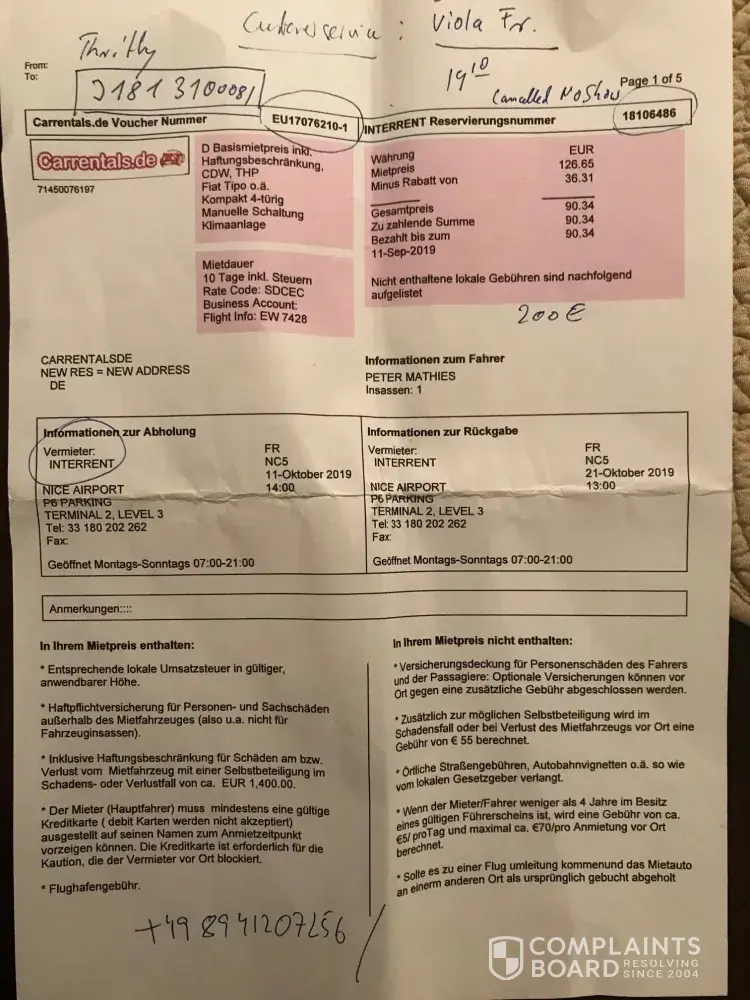 Customerservice : Viola Fr.
Thrifty
From:
To:
1910
Cancelled NoShow
Page 1 of 5
Carrentals.de Voucher Nummer
EU17076210-1
INTERRENT Reservierungsnummer
18106486
Carrentals.de
71450076197
D Basismietpreis inkl.
Haftungsbeschränkung,
CDW, THP
Fiat Tipo o.ä.
Kompakt 4-türig
Manuelle Schaltung
Klimaanlage
Mietdauer
10 Tage inkl. Steuern
Rate Code: SDCEC
Business Account:
Flight Info: EW 7428
Währung EUR
Mietpreis 126.65
Minus Rabatt von 36.31
Gesamtpreis 90.34
Zu zahlende Summe 90.34
Bezahlt bis zum 90.34
11-Sep-2019
Nicht enthaltene lokale Gebühren sind nachfolgend
aufgelistet
200 €
CARRENTALSDE
NEW RES = NEW ADDRESS
DE
Informationen zum Fahrer
PETER MATHIES
Insassen: 1
Informationen zur Abholung
Vermieter: FR
INTERRENT NC5
11-Oktober 2019
NICE AIRPORT 14:00
P6 PARKING
TERMINAL 2, LEVEL 3
Tel: 33 180 202 262
Fax:
Geöffnet Montags-Sonntags 07:00-21:00
Informationen zur Rückgabe
Vermieter: FR
INTERRENT NC5
21-Oktober 2019
NICE AIRPORT 13:00
P6 PARKING
TERMINAL 2, LEVEL 3
Tel: 33 180 202 262
Fax:
Geöffnet Montags-Sonntags 07:00-21:00
Anmerkungen::::
In Ihrem Mietpreis enthalten:
* Entsprechende lokale Umsatzsteuer in gültiger,
anwendbarer Höhe.
* Haftpflichtversicherung für Personen- und Sachschäden
außerhalb des Mietfahrzeuges (also u.a. nicht für
Fahrzeuginsassen).
* Inklusive Haftungsbeschränkung für Schäden am bzw.
Verlust vom Mietfahrzeug mit einer Selbstbeteiligung im
Schadens- oder Verlustfall von ca. EUR 1,400.00.
* Der Mieter (Hauptfahrer) muss mindestens eine gültige
Kreditkarte ( debit Karten werden nicht akzeptiert)
ausgestellt auf seinen Namen zum Anmietzeitpunkt
vorzeigen können. Die Kreditkarte ist erforderlich für die
Kaution, die der Vermieter vor Ort blockiert.
* Flughafengebühr.
In Ihrem Mietpreis nicht enthalten:
* Versicherungsdeckung für Personenschäden des Fahrers
und der Passagiere: Optionale Versicherungen können vor
Ort gegen eine zusätzliche Gebühr abgeschlossen werden.
* Zusätzlich zur möglichen Selbstbeteiligung wird im
Schadensfall oder bei Verlust des Mietfahrzeugs vor Ort eine
Gebühr von € 55 berechnet.
* Örtliche Straßengebühren, Autobahnvignetten o.ä. so wie
vom lokalen Gesetzgeber verlangt.
* Wenn der Mieter/Fahrer weniger als 4 Jahre im Besitz
eines gültigen Führerscheins ist, wird eine Gebühr von ca.
€5/ proTag und maximal ca. €70/pro Anmietung vor Ort
berechnet.
* Solte es zu einer Flug umleitung kommenund das Mietauto
an einerm anderen Ort als ursprünglich gebucht abgeholt
+49 8941207256
COMPLAINTS
BOARD RESOLVING
SINCE 2004